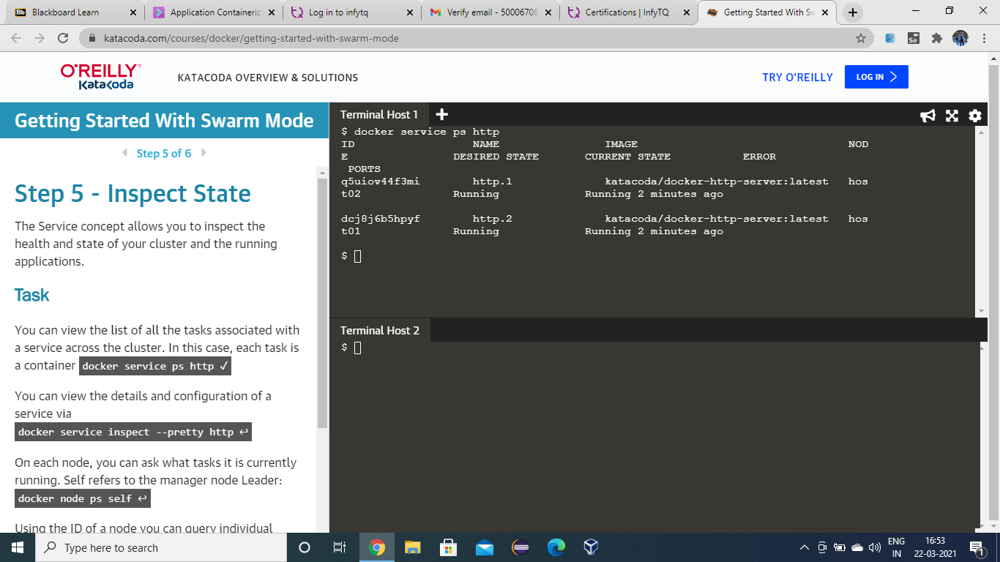 Blackboard Learn
Application Containeriz
Log in to infytq
Verify email - 50006708
Certifications | InfyTQ
Getting Started With Sw
katacoda.com/courses/docker/getting-started-with-swarm-mode
O'REILLY®
Katakoda
KATACODA OVERVIEW & SOLUTIONS
TRY O'REILLY
LOG IN
Getting Started With Swarm Mode
Step 5 of 6
Step 5 - Inspect State
The Service concept allows you to inspect the
health and state of your cluster and the running
applications.
Task
You can view the list of all the tasks associated with
a service across the cluster. In this case, each task is
a container docker service ps http ✓
You can view the details and configuration of a
service via
docker service inspect --pretty http ↩
On each node, you can ask what tasks it is currently
running. Self refers to the manager node Leader:
docker node ps self ↩
Using the ID of a node you can query individual
Terminal Host 1
$ docker service ps http
ID NAME IMAGE NOD
E DESIRED STATE CURRENT STATE ERROR
PORTS
q5uiov44f3mi http.1 katacoda/docker-http-server:latest hos
t02 Running Running 2 minutes ago
dcj8j6b5hpyf http.2 katacoda/docker-http-server:latest hos
t01 Running Running 2 minutes ago
$
Terminal Host 2
$
Type here to search
ENG
IN
16:53
22-03-2021
1